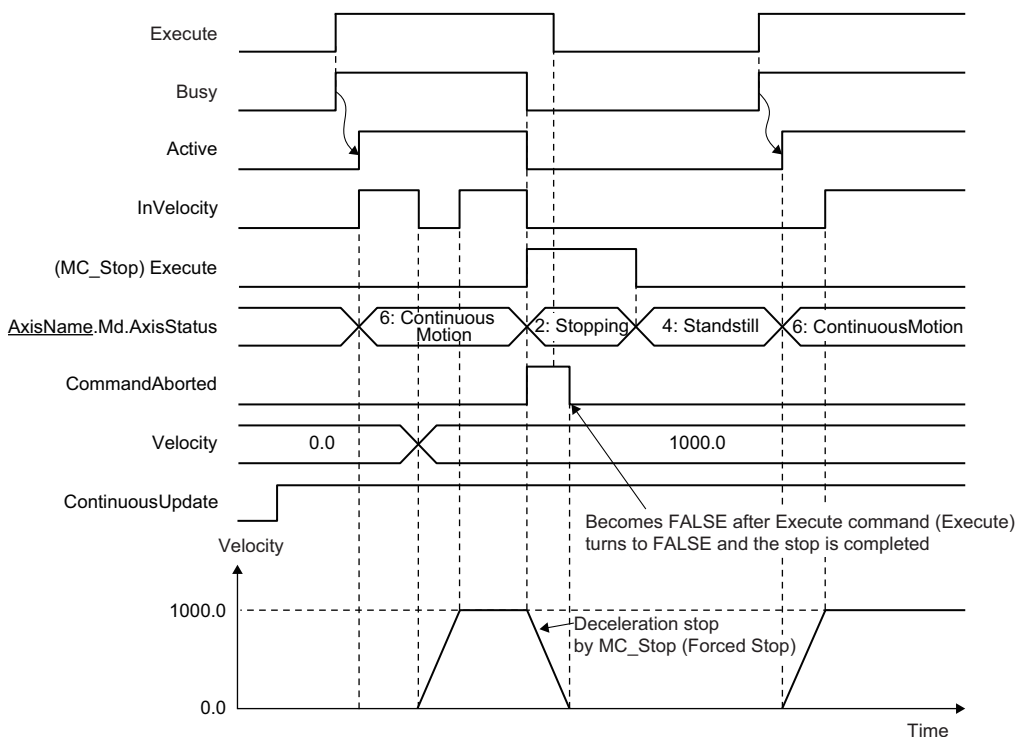 Execute
Busy
Active
InVelocity
(MC_Stop) Execute
AxisName.Md.AxisStatus
6: Continuous
Motion
2: Stopping
4: Standstill
6: ContinuousMotion
CommandAborted
Velocity
0.0
1000.0
ContinuousUpdate
Becomes FALSE after Execute command (Execute)
turns to FALSE and the stop is completed
Velocity
1000.0
Deceleration stop
by MC_Stop (Forced Stop)
0.0
Time